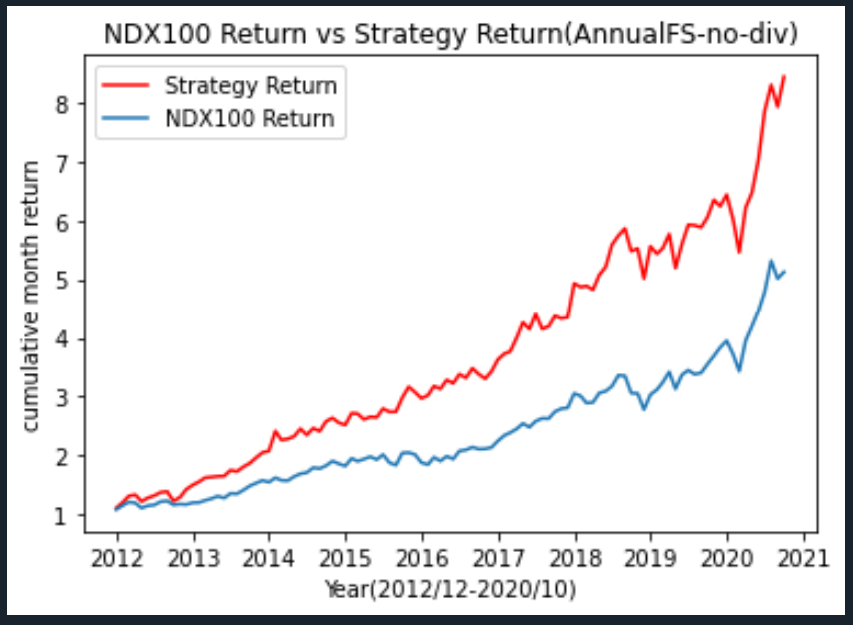 NDX100 Return vs Strategy Return(AnnualFS-no-div)
Strategy Return
NDX100 Return
cumulative month return
8
7
6
5
4
3
2
1
2012 2013 2014 2015 2016 2017 2018 2019 2020 2021
Year(2012/12-2020/10)